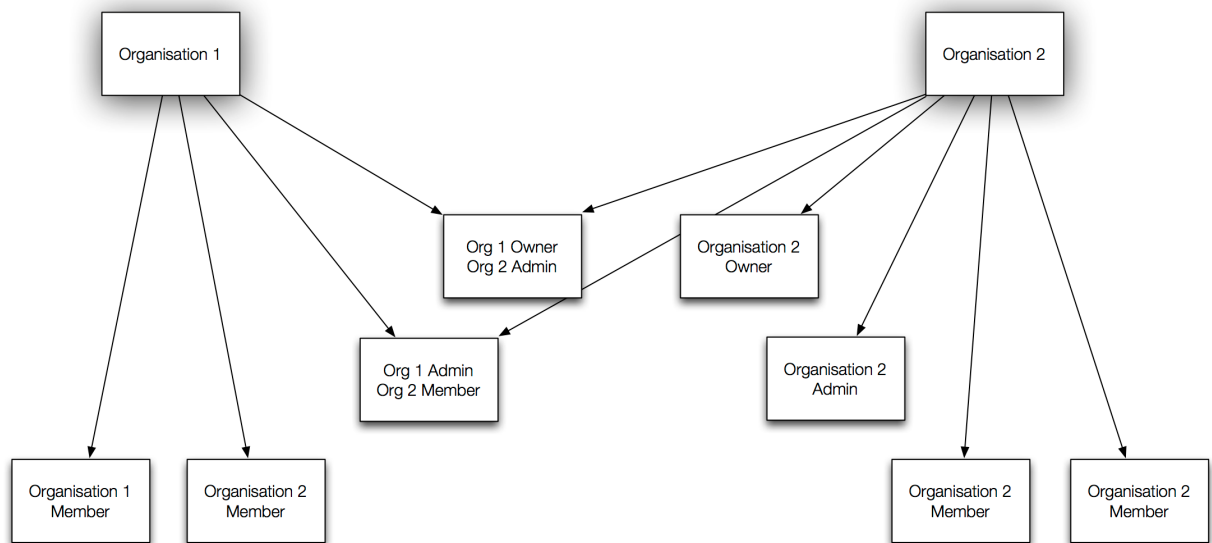 Organisation 1
Organisation 2
Org 1 Owner
Org 2 Admin
Organisation 2
Owner
Org 1 Admin
Org 2 Member
Organisation 2
Admin
Organisation 1
Member
Organisation 2
Member
Organisation 2
Member
Organisation 2
Member